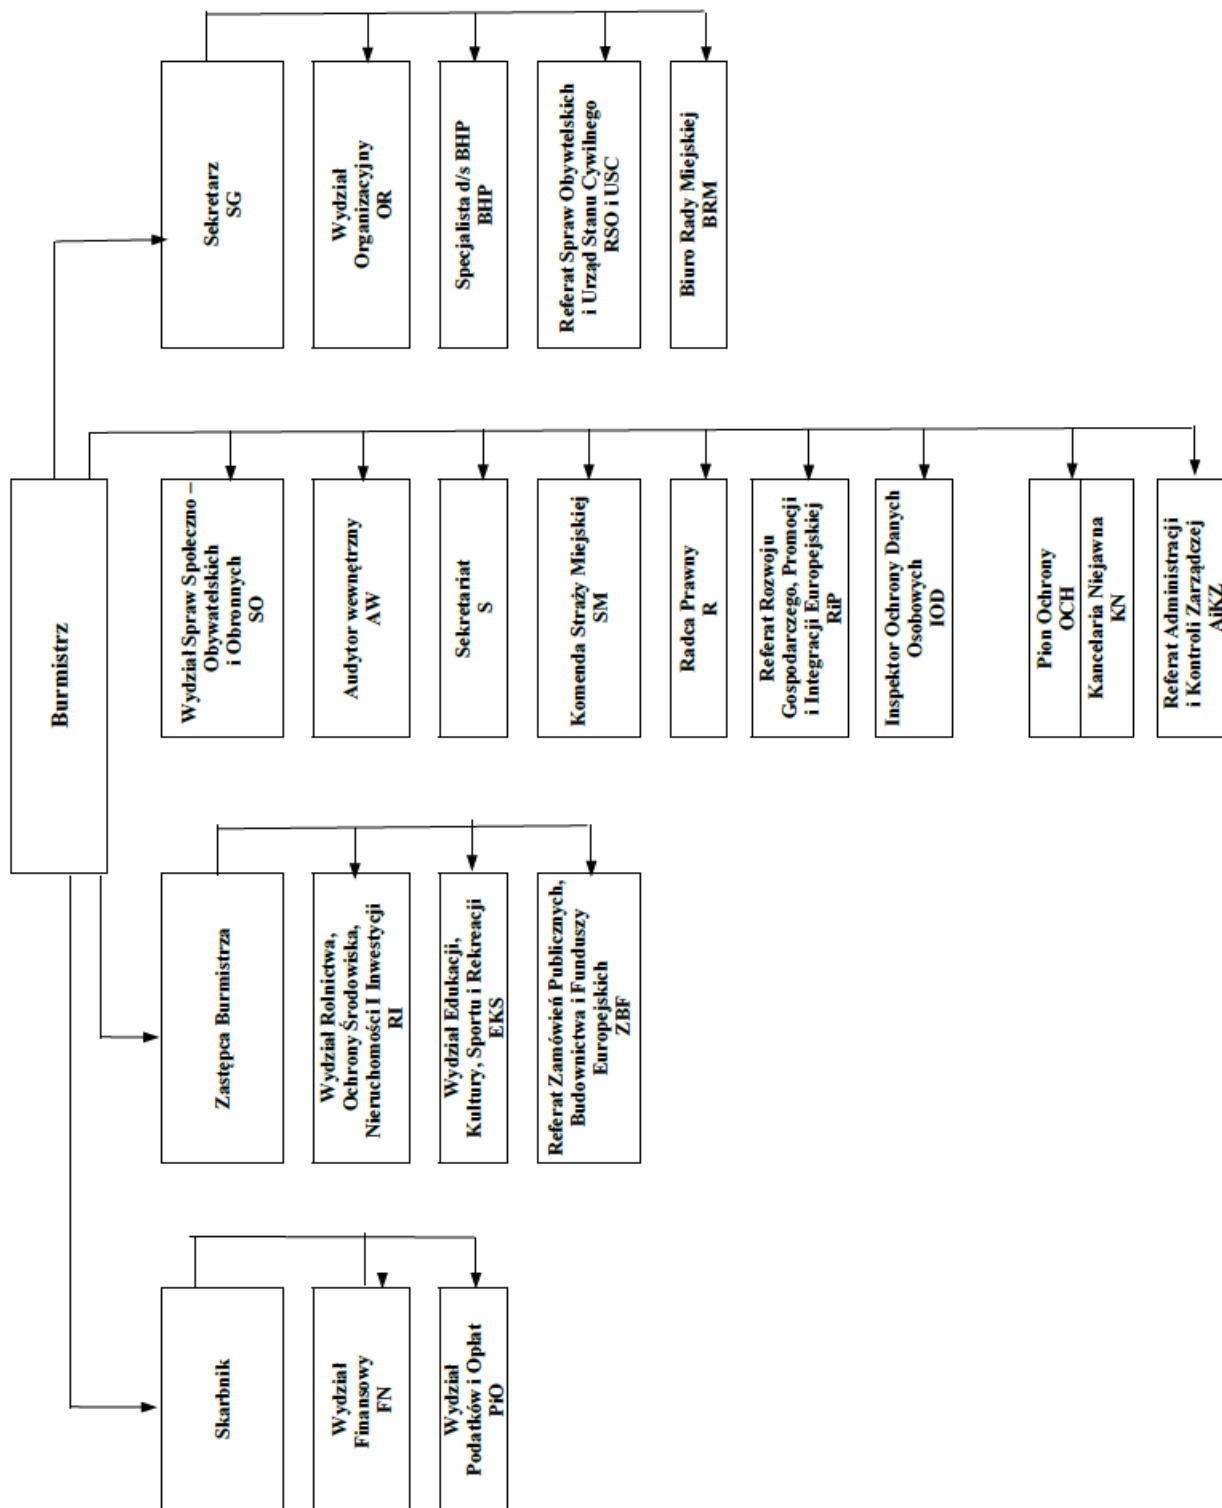 Burmistrz
Skarbnik
Wydział
Finansowy
FN
Wydział
Podatków i Opłat
PiO
Zastępca Burmistrza
Wydział Rolnictwa,
Ochrony Środowiska,
Nieruchomości I Inwestycji
RI
Wydział Edukacji,
Kultury, Sportu i Rekreacji
EKS
Referat Zamówień Publicznych,
Budownictwa i Funduszy
Europejskich
ZBF
Wydział Spraw Społeczno –
Obywatelskich
i Obronnych
SO
Audytor wewnętrzny
AW
Sekretariat
S
Komenda Straży Miejskiej
SM
Radca Prawny
R
Referat Rozwoju
Gospodarczego, Promocji
i Integracji Europejskiej
RiP
Inspektor Ochrony Danych
Osobowych
IOD
Pion Ochrony
OCH
Kancelaria Niejawna
KN
Referat Administracji
i Kontroli Zarządczej
AiKZ
Sekretarz
SG
Wydział
Organizacyjny
OR
Specjalista d/s BHP
BHP
Referat Spraw Obywtelskich
i Urząd Stanu Cywilnego
RSO i USC
Biuro Rady Miejskiej
BRM